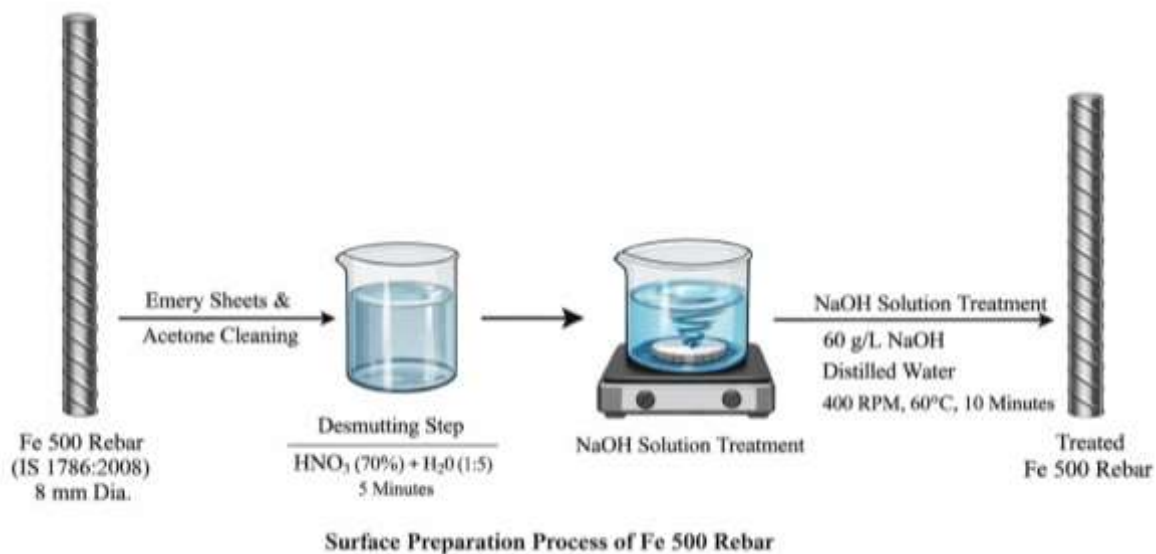 Fe 500 Rebar
(IS 1786:2008)
8 mm Dia.
Emery Sheets &
Acetone Cleaning
Desmutting Step
HNO₃ (70%) + H₂0 (1:5)
5 Minutes
NaOH Solution Treatment
NaOH Solution Treatment
60 g/L NaOH
Distilled Water
400 RPM, 60°C, 10 Minutes
Treated
Fe 500 Rebar
Surface Preparation Process of Fe 500 Rebar